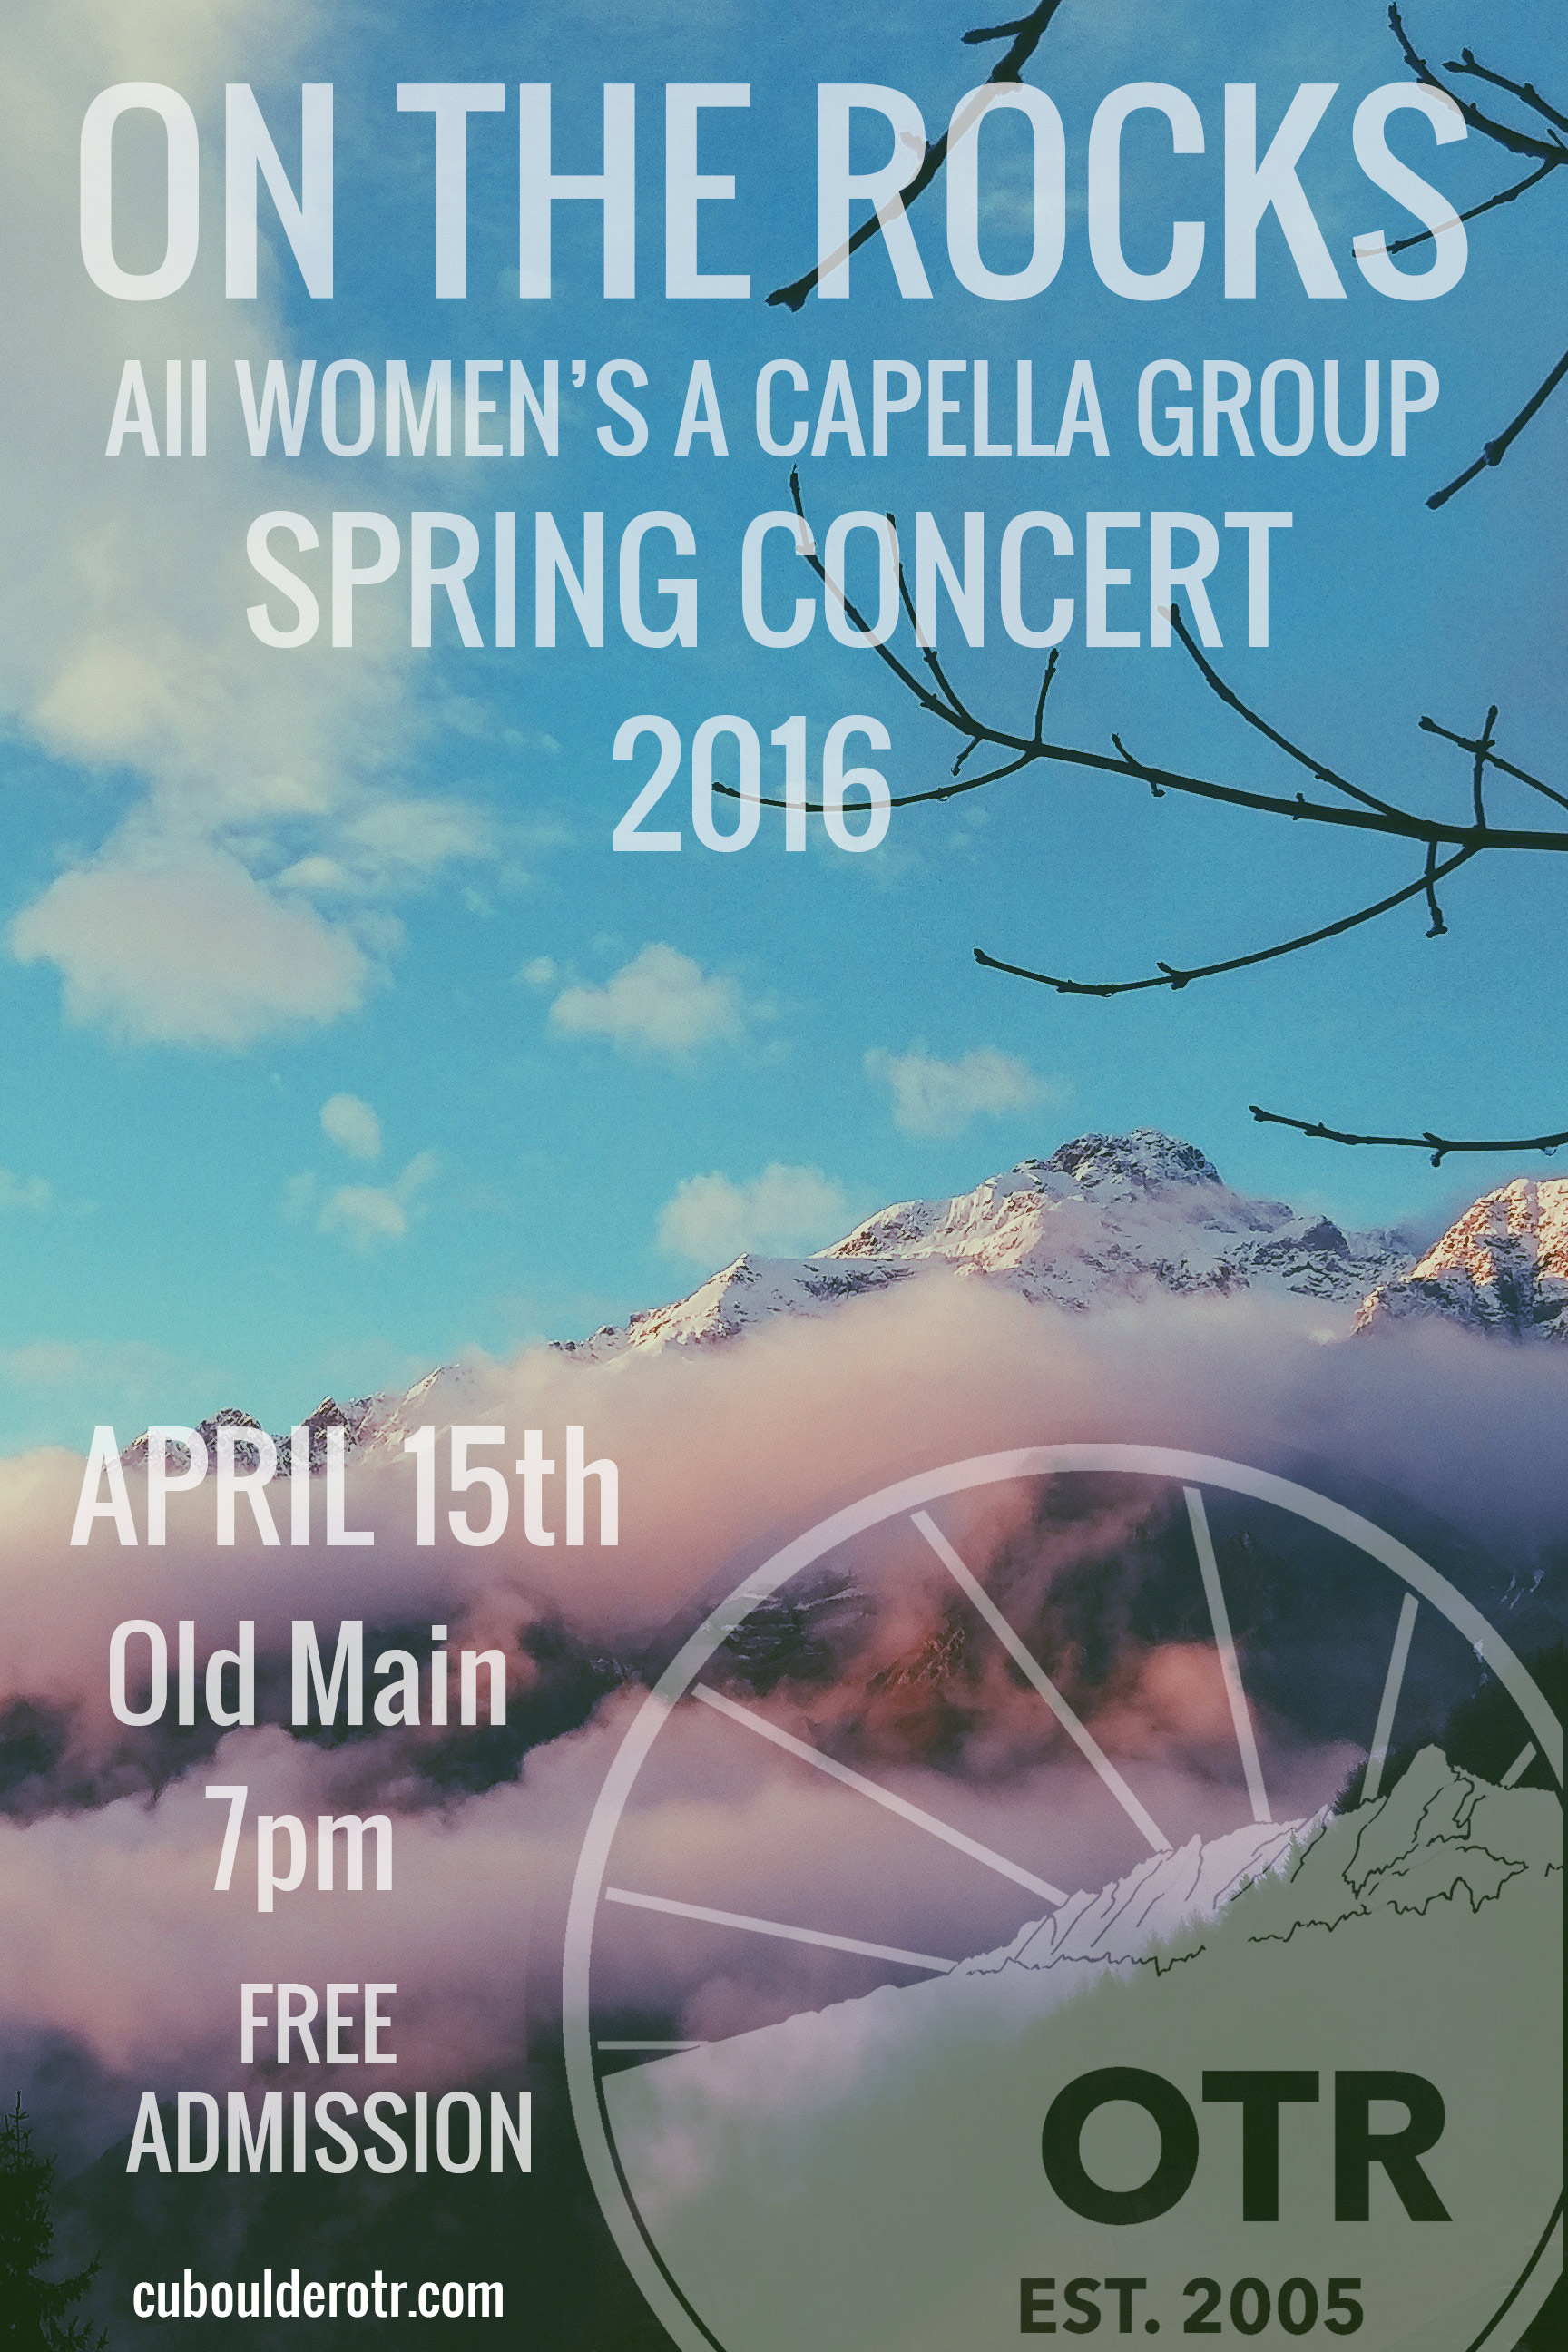 ON THE ROCKS
All WOMEN'S A CAPELLA GROUP
SPRING CONCERT
2016
APRIL 15th
Old Main
7pm
FREE
ADMISSION
cuboulderotr.com
OTR
EST. 2005